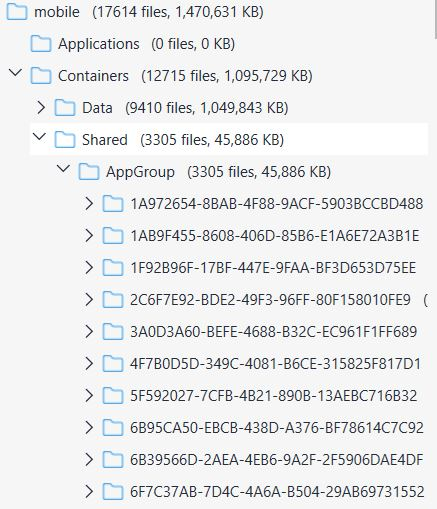 mobile (17614 files, 1,470,631 KB)
Applications (0 files, 0 KB)
Containers (12715 files, 1,095,729 KB)
Data (9410 files, 1,049,843 KB)
Shared (3305 files, 45,886 KB)
AppGroup (3305 files, 45,886 KB)
1A972654-8BAB-4F88-9ACF-5903BCCBD488
1AB9F455-8608-406D-85B6-E1A6E72A3B1E
1F92B96F-17BF-447E-9FAA-BF3D653D75EE
2C6F7E92-BDE2-49F3-96FF-80F158010FE9 (
3A0D3A60-BEFE-4688-B32C-EC961F1FF689
4F7B0D5D-349C-4081-B6CE-315825F817D1
5F592027-7CFB-4B21-890B-13AEBC716B32
6B95CA50-EBCB-438D-A376-BF78614C7C92
6B39566D-2AEA-4EB6-9A2F-2F5906DAE4DF
6F7C37AB-7D4C-4A6A-B504-29AB69731552